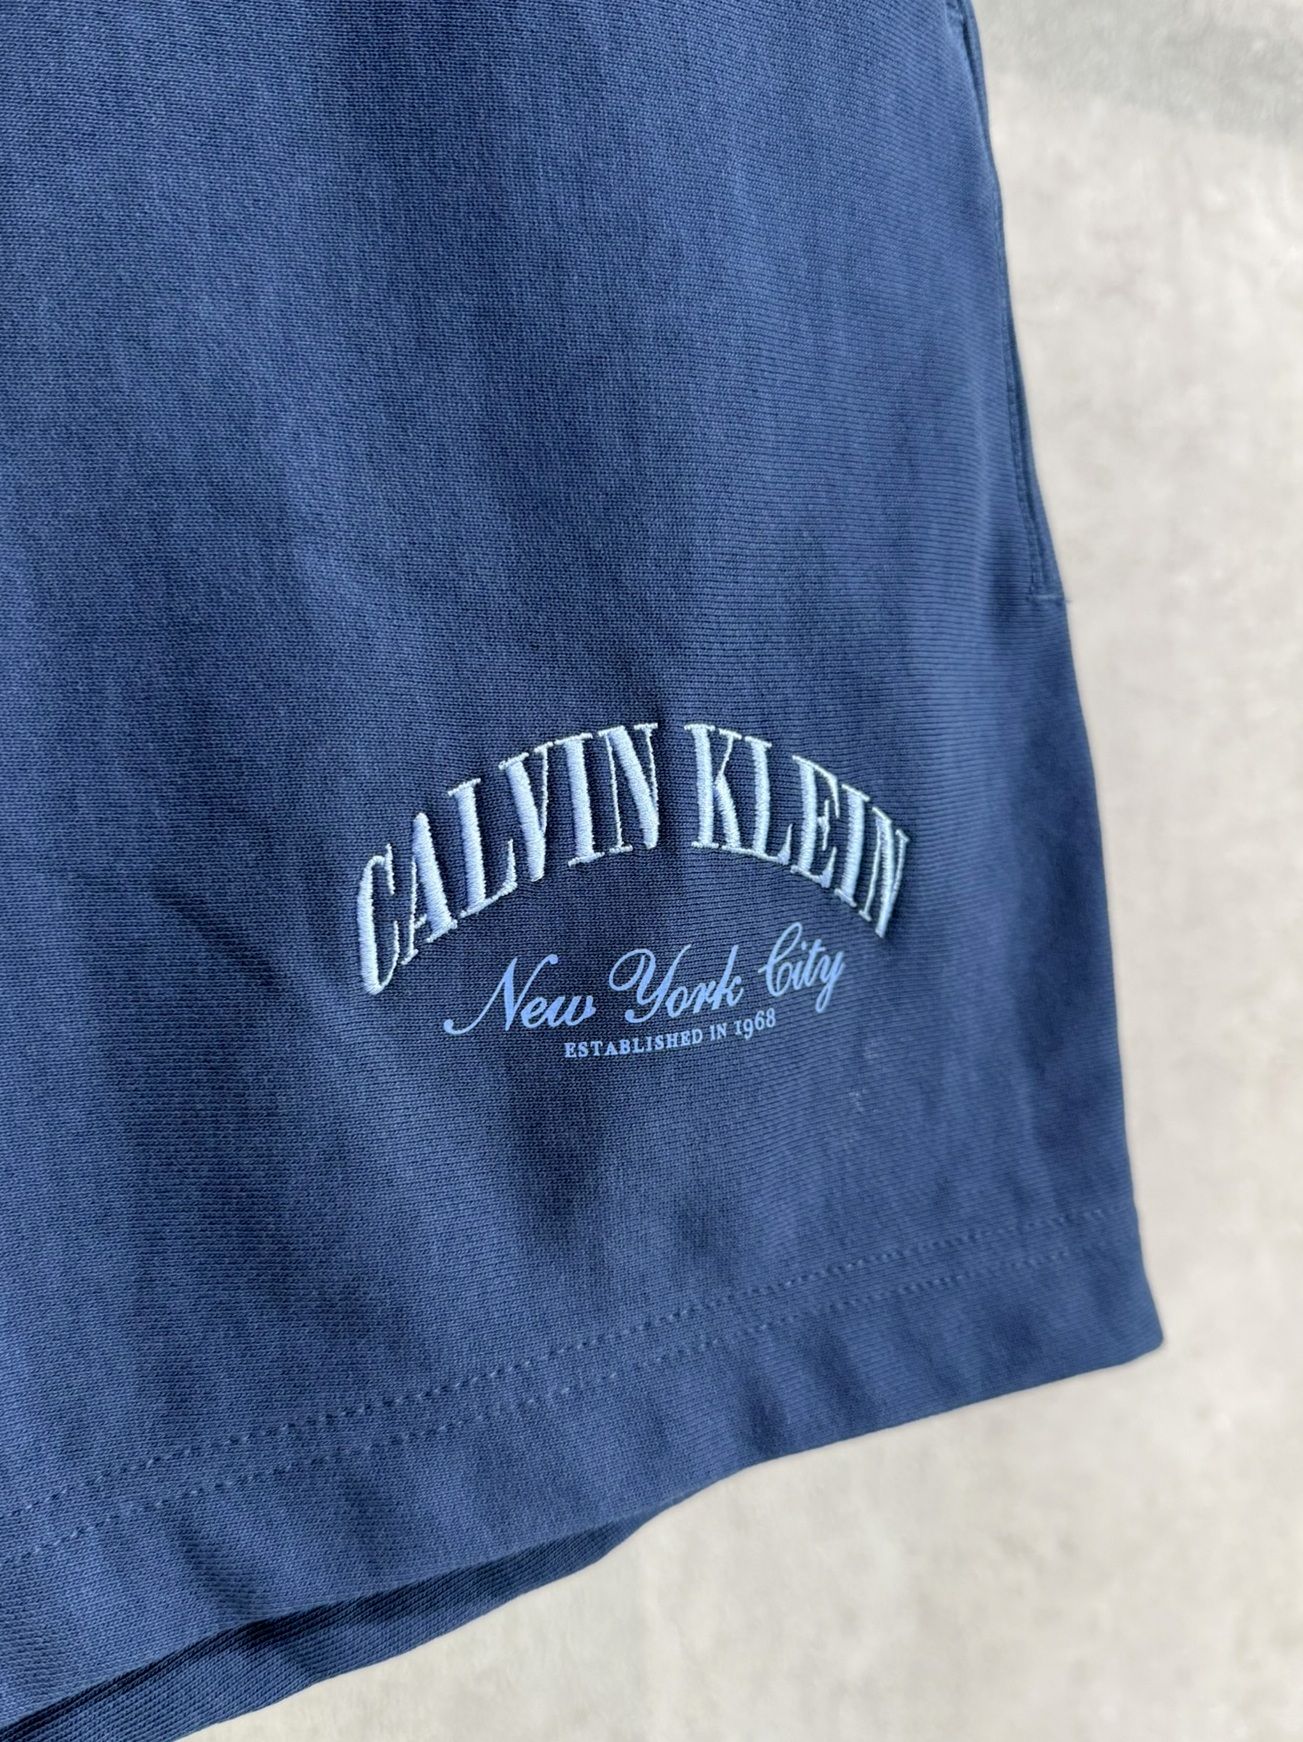 CALVIN KLEIN
New York City
ESTABLISHED IN 1968